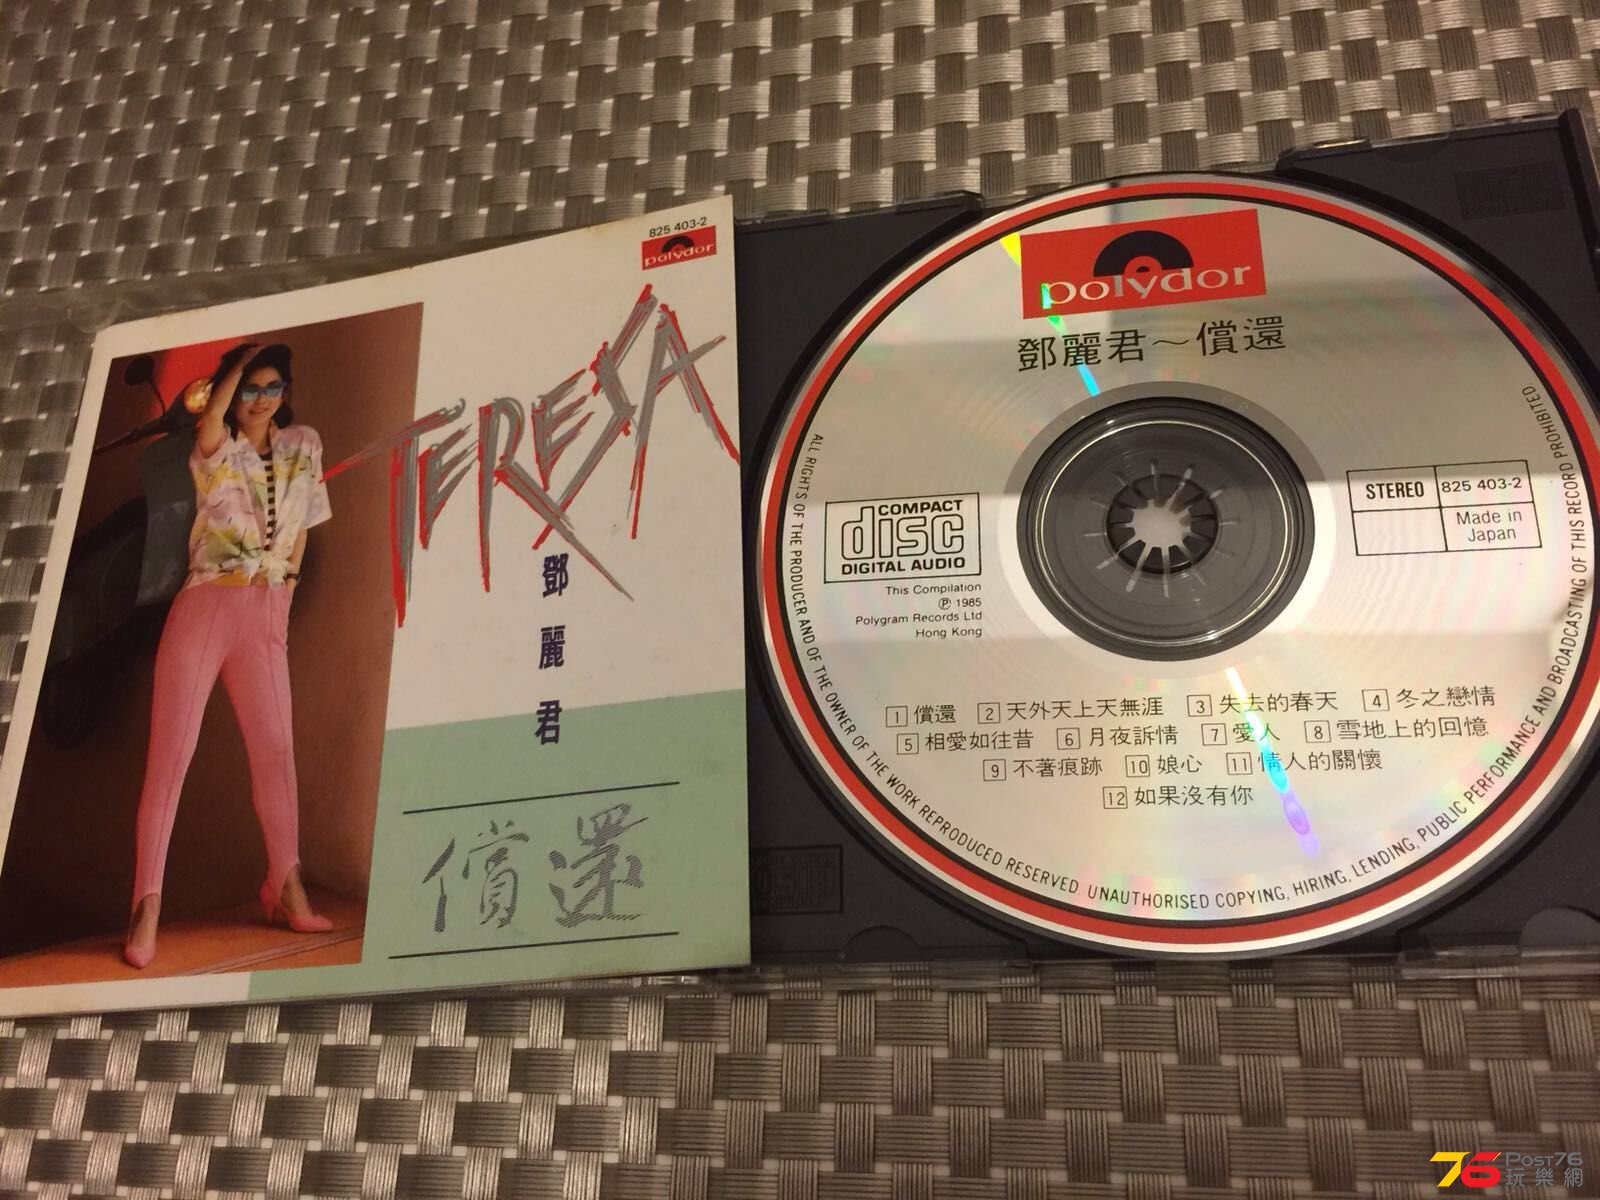 825 403-2
polydor
TERESA
鄧
麗
君
償還
polydor
鄧麗君～償還
COMPACT
disc
DIGITAL AUDIO
This Compilation
℗ 1985
Polygram Records Ltd
Hong Kong
STEREO 825 403-2
Made in
Japan
1 償還 2 天外天上天無涯 3 失去的春天 4 冬之戀情
5 相愛如往昔 6 月夜訴情 7 愛人 8 雪地上的回憶
9 不著痕跡 10 娘心 11 情人的關懷
12 如果沒有你
ALL RIGHTS OF THE PRODUCER AND OF THE OWNER OF THE WORK REPRODUCED RESERVED. UNAUTHORISED COPYING, HIRING, LENDING, PUBLIC PERFORMANCE AND BROADCASTING OF THIS RECORD PROHIBITED.
76 Post76
玩樂網